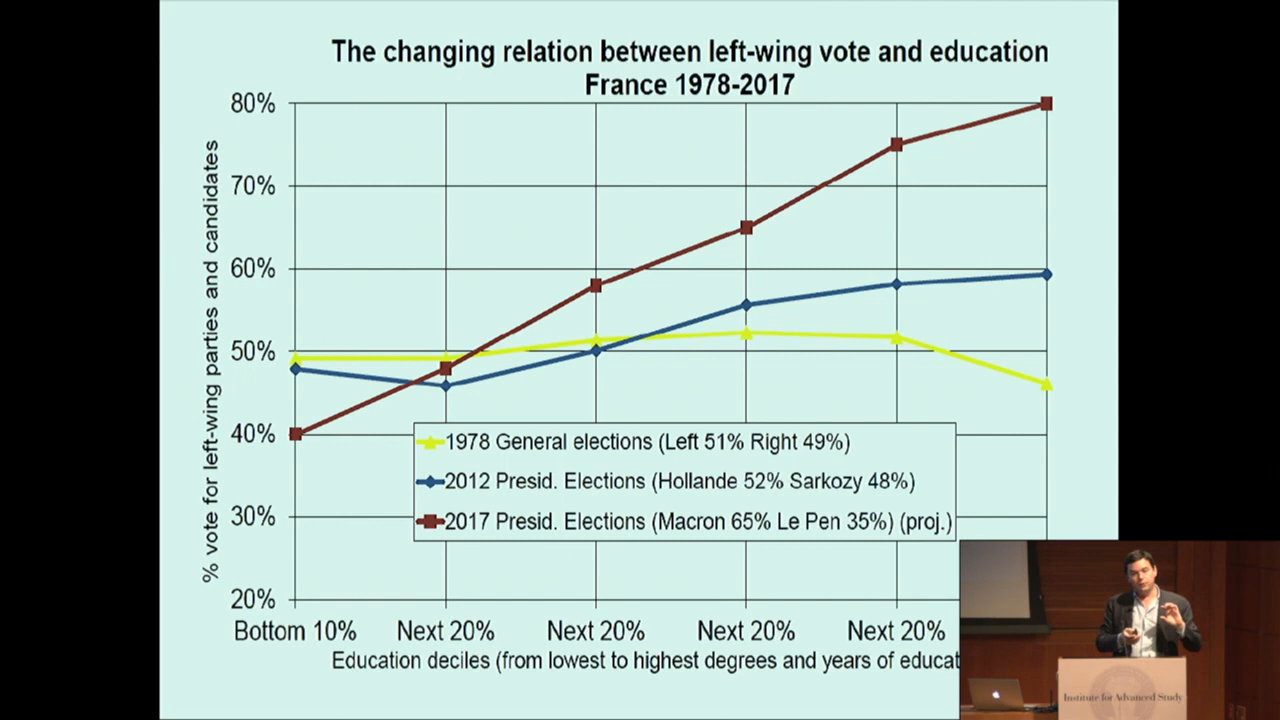 The changing relation between left-wing vote and education
France 1978-2017
% vote for left-wing parties and candidates
80%
70%
60%
50%
40%
30%
20%
1978 General elections (Left 51% Right 49%)
2012 Presid. Elections (Hollande 52% Sarkozy 48%)
2017 Presid. Elections (Macron 65% Le Pen 35%) (proj.)
Bottom 10% Next 20% Next 20% Next 20% Next 20%
Education deciles (from lowest to highest degrees and years of educat
Institute for Advanced Study